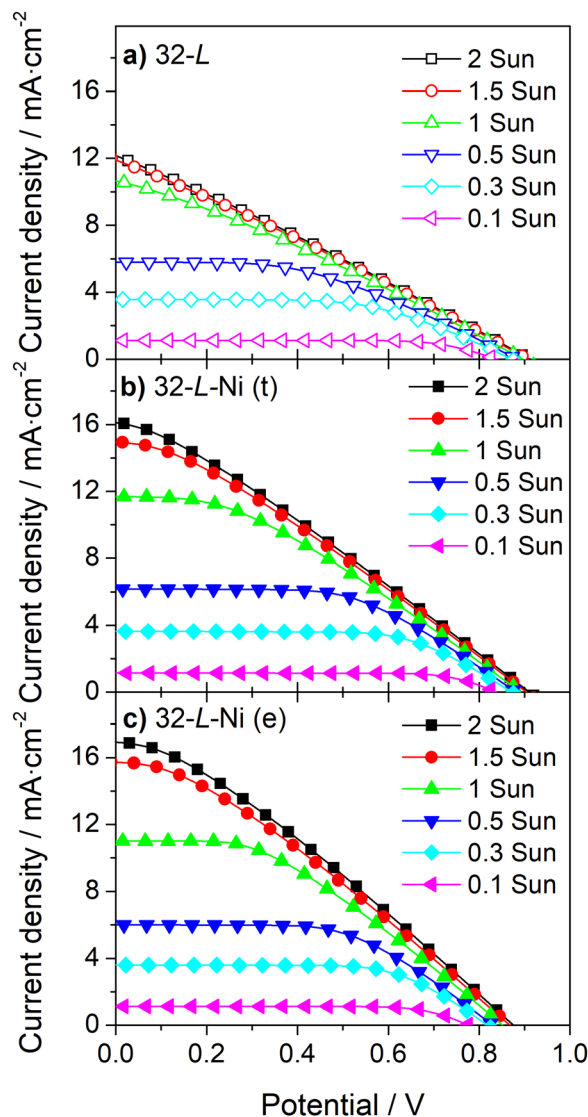 a) 32-L
2 Sun
1.5 Sun
1 Sun
0.5 Sun
0.3 Sun
0.1 Sun
16
12
8
4
0
Current density / mA·cm⁻²
b) 32-L-Ni (t)
2 Sun
1.5 Sun
1 Sun
0.5 Sun
0.3 Sun
0.1 Sun
16
12
8
4
0
Current density / mA·cm⁻²
c) 32-L-Ni (e)
2 Sun
1.5 Sun
1 Sun
0.5 Sun
0.3 Sun
0.1 Sun
16
12
8
4
0
Current density / mA·cm⁻²
0.0 0.2 0.4 0.6 0.8 1.0
Potential / V